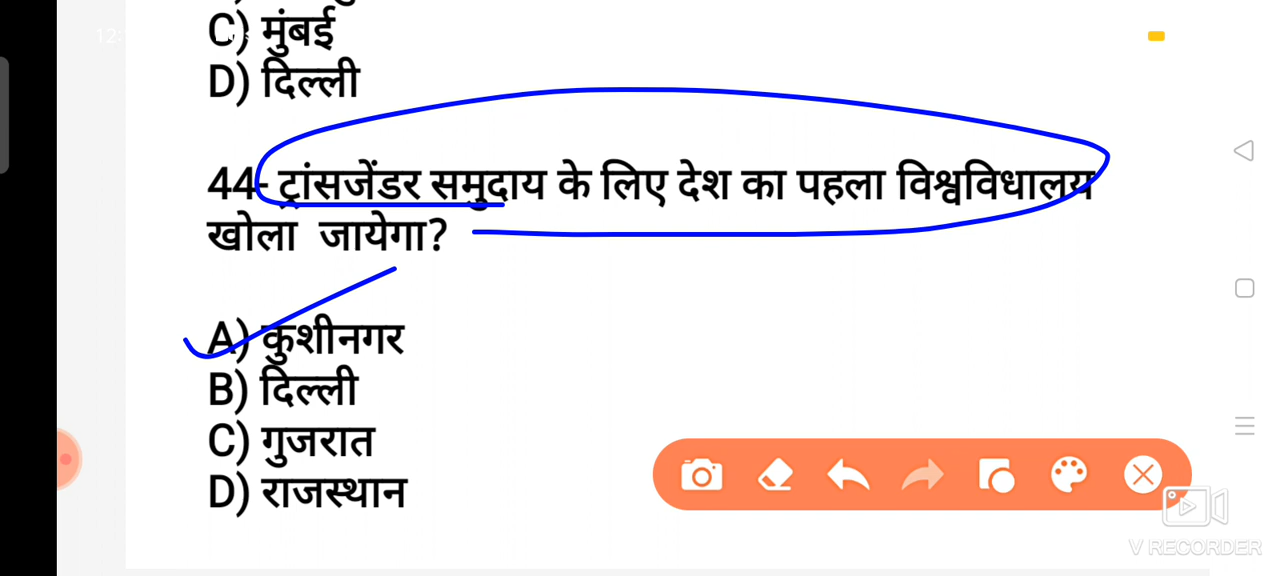 C) मुंबई
D) दिल्ली
44- ट्रांसजेंडर समुदाय के लिए देश का पहला विश्वविधालय
खोला जायेगा?
A) कुशीनगर
B) दिल्ली
C) गुजरात
D) राजस्थान
V RECORDER